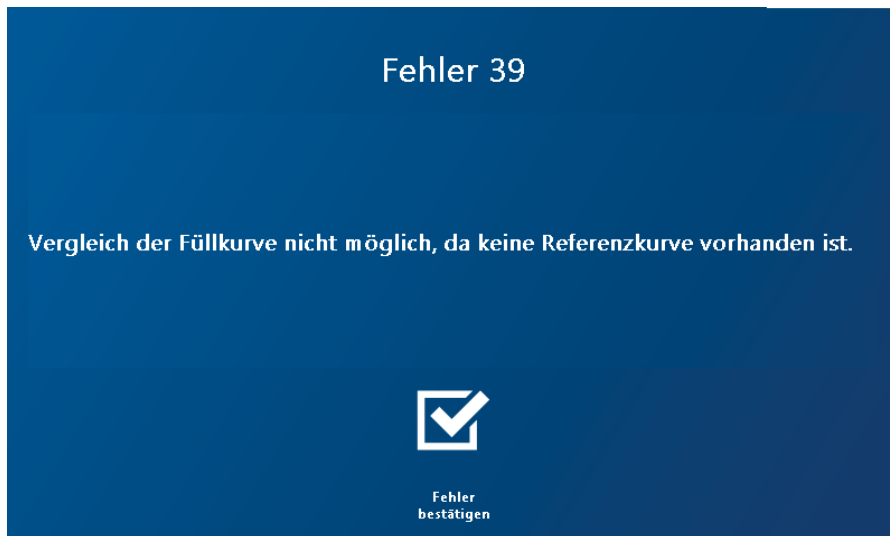 Fehler 39
Vergleich der Füllkurve nicht möglich, da keine Referenzkurve vorhanden ist.
Fehler
bestätigen